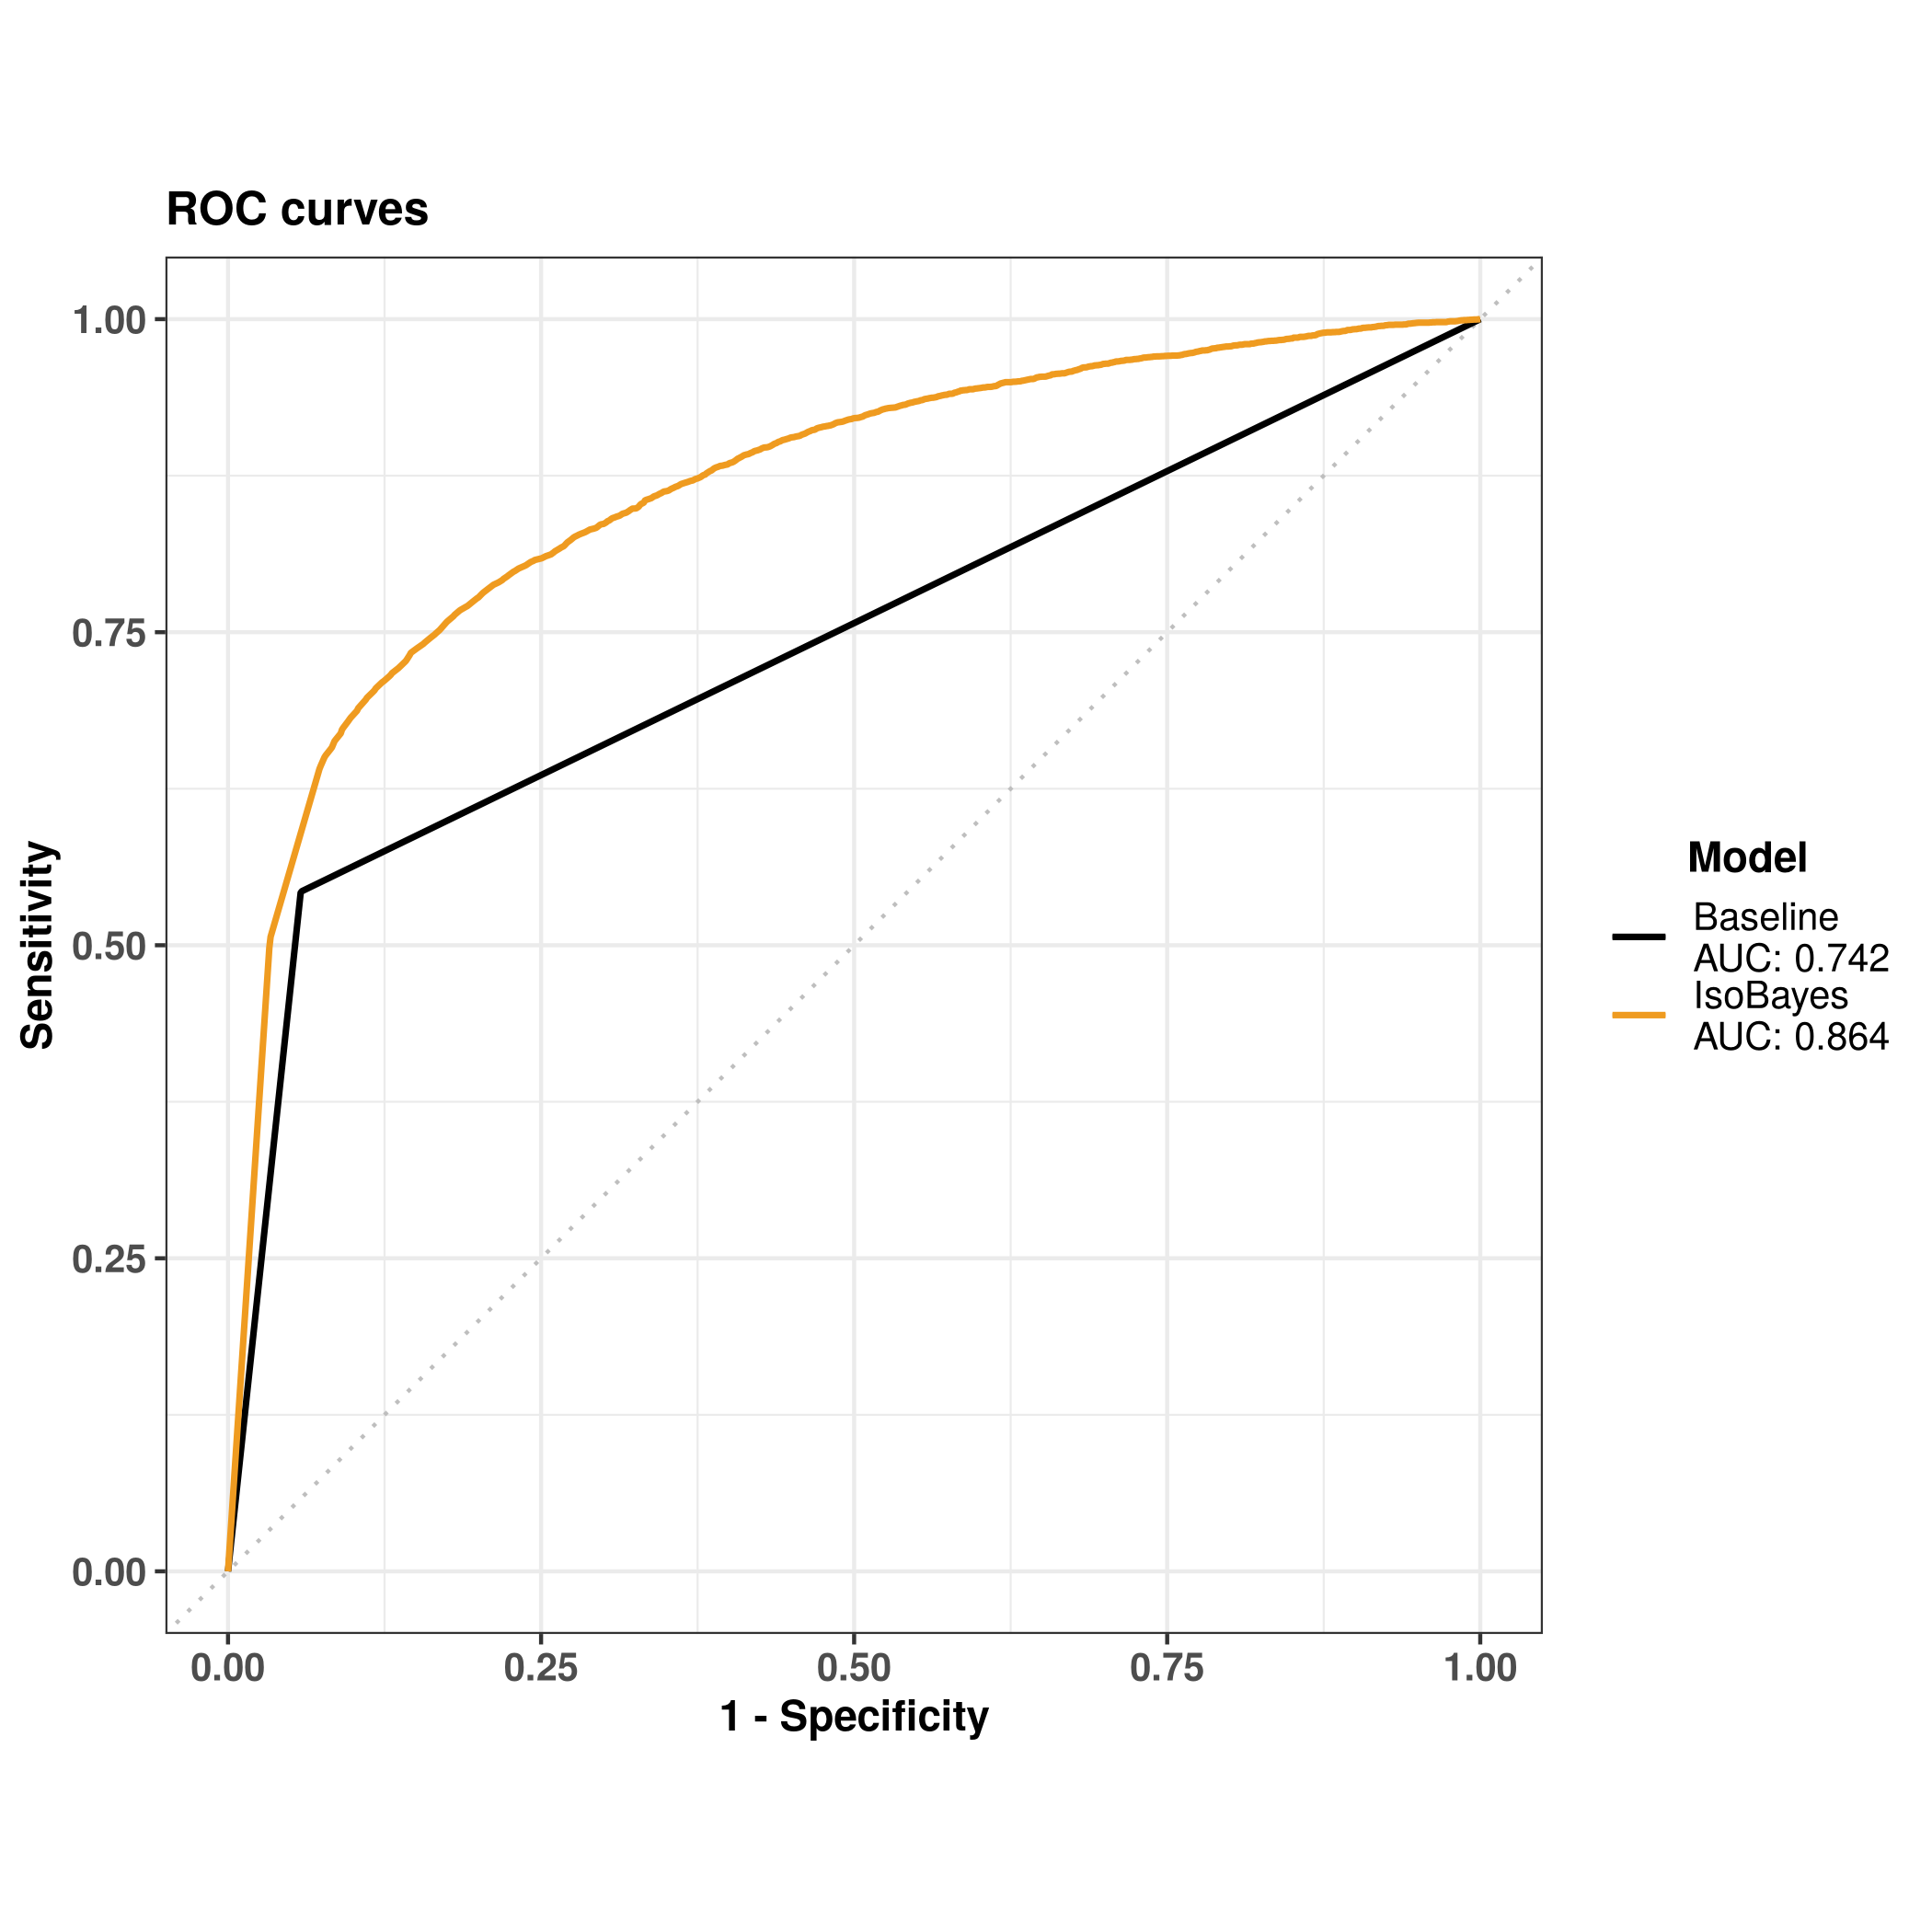 ROC curves
1.00
0.75
0.50
0.25
0.00
Sensitivity
0.00 0.25 0.50 0.75 1.00
1 - Specificity
Model
Baseline
AUC: 0.742
IsoBayes
AUC: 0.864